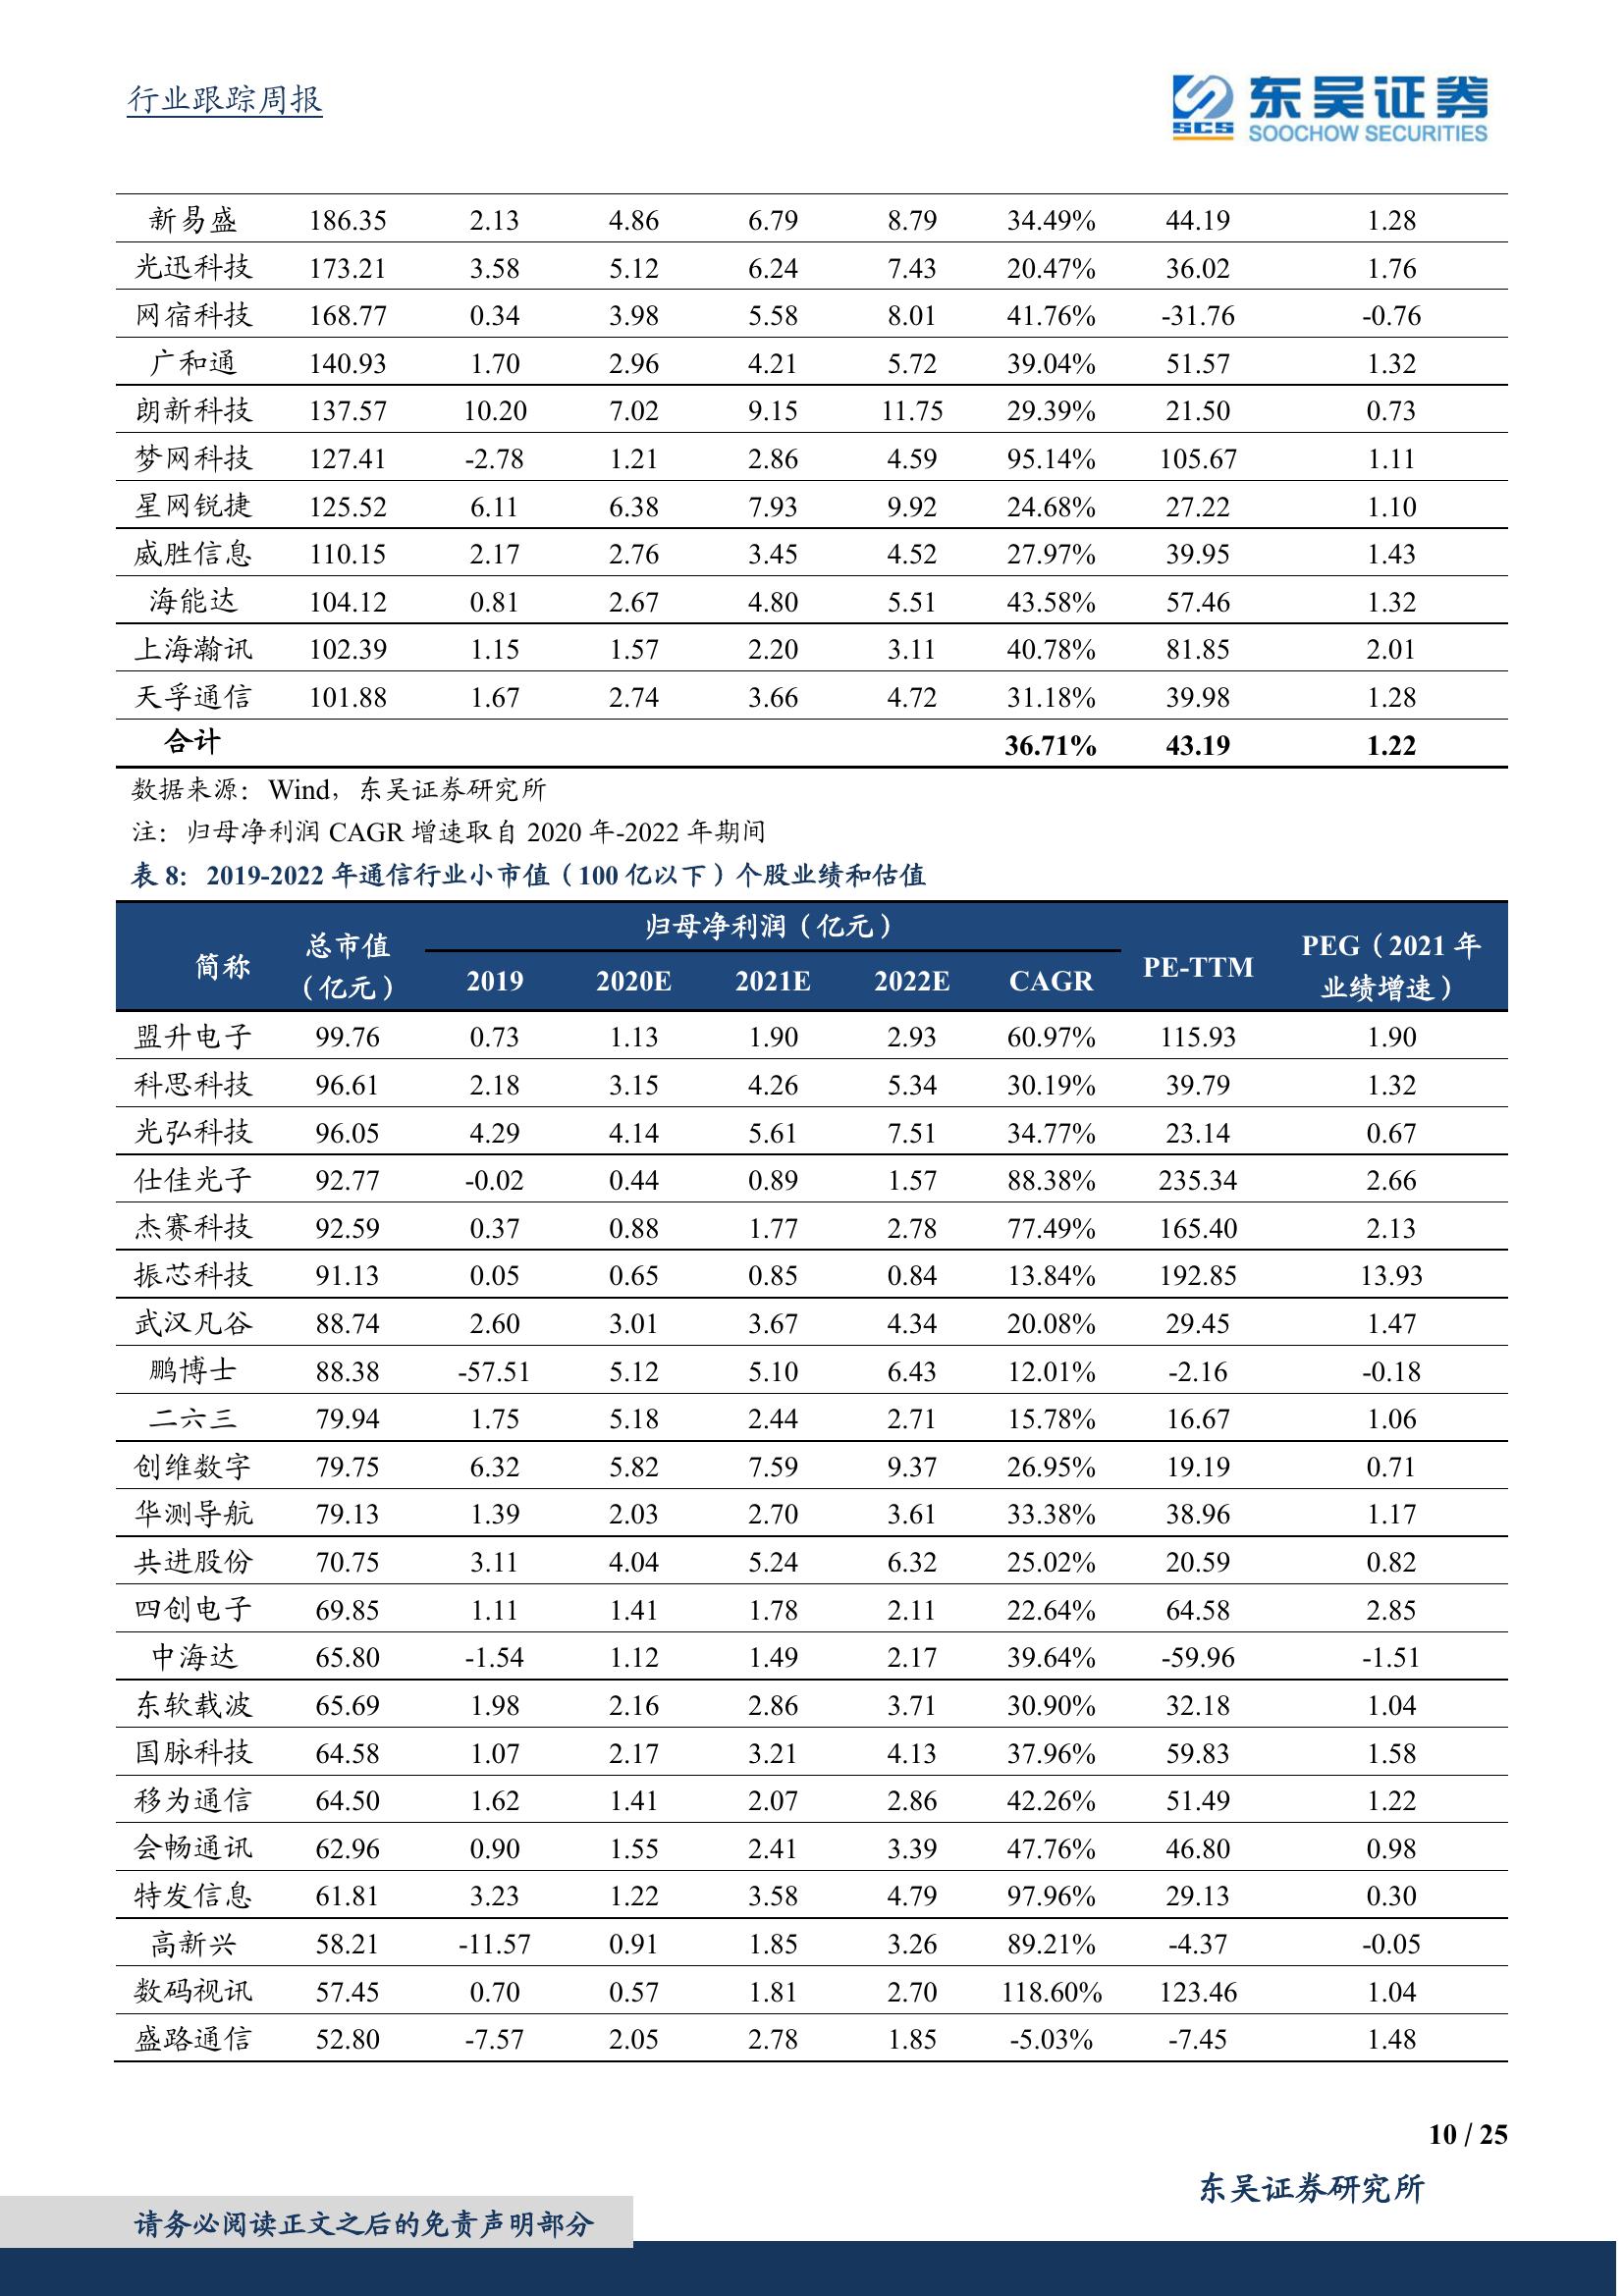 行业跟踪周报
SCS 东吴证券
SOOCHOW SECURITIES
新易盛 186.35 2.13 4.86 6.79 8.79 34.49% 44.19 1.28
光迅科技 173.21 3.58 5.12 6.24 7.43 20.47% 36.02 1.76
网宿科技 168.77 0.34 3.98 5.58 8.01 41.76% -31.76 -0.76
广和通 140.93 1.70 2.96 4.21 5.72 39.04% 51.57 1.32
朗新科技 137.57 10.20 7.02 9.15 11.75 29.39% 21.50 0.73
梦网科技 127.41 -2.78 1.21 2.86 4.59 95.14% 105.67 1.11
星网锐捷 125.52 6.11 6.38 7.93 9.92 24.68% 27.22 1.10
威胜信息 110.15 2.17 2.76 3.45 4.52 27.97% 39.95 1.43
海能达 104.12 0.81 2.67 4.80 5.51 43.58% 57.46 1.32
上海瀚讯 102.39 1.15 1.57 2.20 3.11 40.78% 81.85 2.01
天孚通信 101.88 1.67 2.74 3.66 4.72 31.18% 39.98 1.28
合计 36.71% 43.19 1.22
数据来源：Wind，东吴证券研究所
注：归母净利润 CAGR 增速取自 2020 年-2022 年期间
表 8：2019-2022 年通信行业小市值（100 亿以下）个股业绩和估值
简称 总市值（亿元） 归母净利润（亿元） PE-TTM PEG（2021 年业绩增速）
2019 2020E 2021E 2022E CAGR
盟升电子 99.76 0.73 1.13 1.90 2.93 60.97% 115.93 1.90
科思科技 96.61 2.18 3.15 4.26 5.34 30.19% 39.79 1.32
光弘科技 96.05 4.29 4.14 5.61 7.51 34.77% 23.14 0.67
仕佳光子 92.77 -0.02 0.44 0.89 1.57 88.38% 235.34 2.66
杰赛科技 92.59 0.37 0.88 1.77 2.78 77.49% 165.40 2.13
振芯科技 91.13 0.05 0.65 0.85 0.84 13.84% 192.85 13.93
武汉凡谷 88.74 2.60 3.01 3.67 4.34 20.08% 29.45 1.47
鹏博士 88.38 -57.51 5.12 5.10 6.43 12.01% -2.16 -0.18
二六三 79.94 1.75 5.18 2.44 2.71 15.78% 16.67 1.06
创维数字 79.75 6.32 5.82 7.59 9.37 26.95% 19.19 0.71
华测导航 79.13 1.39 2.03 2.70 3.61 33.38% 38.96 1.17
共进股份 70.75 3.11 4.04 5.24 6.32 25.02% 20.59 0.82
四创电子 69.85 1.11 1.41 1.78 2.11 22.64% 64.58 2.85
中海达 65.80 -1.54 1.12 1.49 2.17 39.64% -59.96 -1.51
东软载波 65.69 1.98 2.16 2.86 3.71 30.90% 32.18 1.04
国脉科技 64.58 1.07 2.17 3.21 4.13 37.96% 59.83 1.58
移为通信 64.50 1.62 1.41 2.07 2.86 42.26% 51.49 1.22
会畅通讯 62.96 0.90 1.55 2.41 3.39 47.76% 46.80 0.98
特发信息 61.81 3.23 1.22 3.58 4.79 97.96% 29.13 0.30
高新兴 58.21 -11.57 0.91 1.85 3.26 89.21% -4.37 -0.05
数码视讯 57.45 0.70 0.57 1.81 2.70 118.60% 123.46 1.04
盛路通信 52.80 -7.57 2.05 2.78 1.85 -5.03% -7.45 1.48
10 / 25
东吴证券研究所
请务必阅读正文之后的免责声明部分